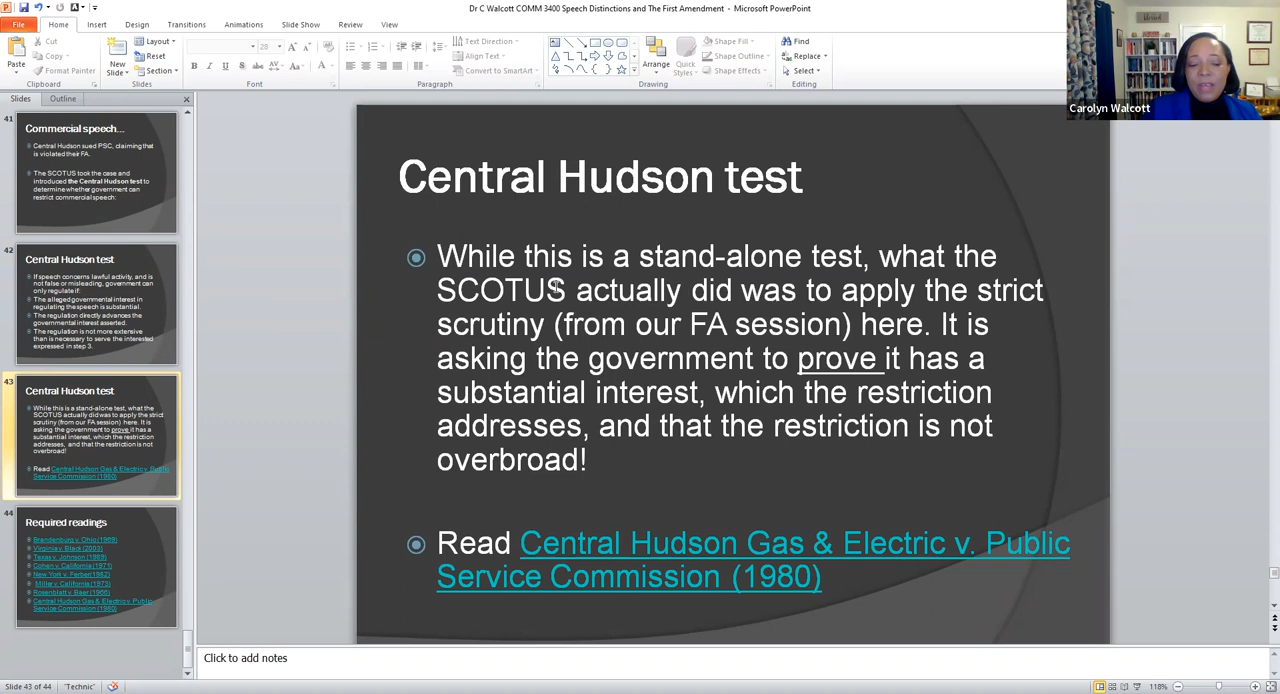 Dr C Walcott COMM 3400 Speech Distinctions and The First Amendment - Microsoft PowerPoint
File Home Insert Design Transitions Animations Slide Show Review View
Paste
Cut
Copy
Format Painter
Clipboard
New
Slide
Layout
Reset
Section
Slides
28
Font
Paragraph
Text Direction
Align Text
Convert to SmartArt
Arrange
Quick
Styles
Shape Fill
Shape Outline
Shape Effects
Drawing
Find
Replace
Select
Editing
Carolyn Walcott
Slides Outline
41
Commercial speech...
Central Hudson sued PSC, claiming that
is violated their FA.
The SCOTUS took the case and
introduced the Central Hudson test to
determine whether government can
restrict commercial speech:
42
Central Hudson test
If speech concerns lawful activity, and is
not false or misleading, government can
only regulate if:
The alleged governmental interest in
regulating the speech is substantial.
The regulation directly advances the
governmental interest asserted.
The regulation is not more extensive
than is necessary to serve the interested
expressed in step 3.
43
Central Hudson test
While this is a stand-alone test, what the
SCOTUS actually did was to apply the strict
scrutiny (from our FA session) here. It is
asking the government to prove it has a
substantial interest, which the restriction
addresses, and that the restriction is not
overbroad!
Read Central Hudson Gas & Electric v. Public
Service Commission (1980)
44
Required readings
Brandenburg v. Ohio (1969)
Virginia v. Black (2003)
Texas v. Johnson (1989)
Cohen v. California (1971)
New York v. Ferber (1982)
Miller v. California (1973)
Rosenblatt v. Baer (1966)
Central Hudson Gas & Electric v. Public
Service Commission (1980)
Central Hudson test
While this is a stand-alone test, what the
SCOTUS actually did was to apply the strict
scrutiny (from our FA session) here. It is
asking the government to prove it has a
substantial interest, which the restriction
addresses, and that the restriction is not
overbroad!
Read Central Hudson Gas & Electric v. Public
Service Commission (1980)
Click to add notes
Slide 43 of 44 "Technic" 118%